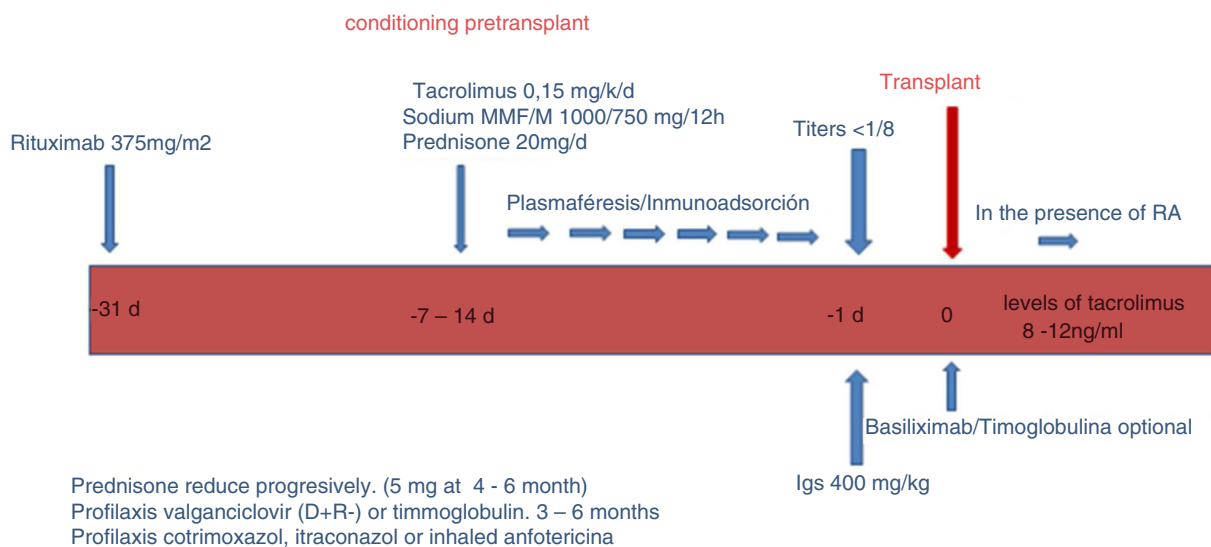 conditioning pretransplant
Tacrolimus 0,15 mg/k/d
Sodium MMF/M 1000/750 mg/12h
Prednisone 20mg/d
Transplant
Rituximab 375mg/m2
Titers <1/8
Plasmaféresis/Inmunoadsorción
In the presence of RA
-31 d
-7 – 14 d
-1 d
0
levels of tacrolimus
8 -12ng/ml
Basiliximab/Timoglobulina optional
Igs 400 mg/kg
Prednisone reduce progresively. (5 mg at 4 - 6 month)
Profilaxis valganciclovir (D+R-) or timmoglobulin. 3 – 6 months
Profilaxis cotrimoxazol, itraconazol or inhaled anfotericina